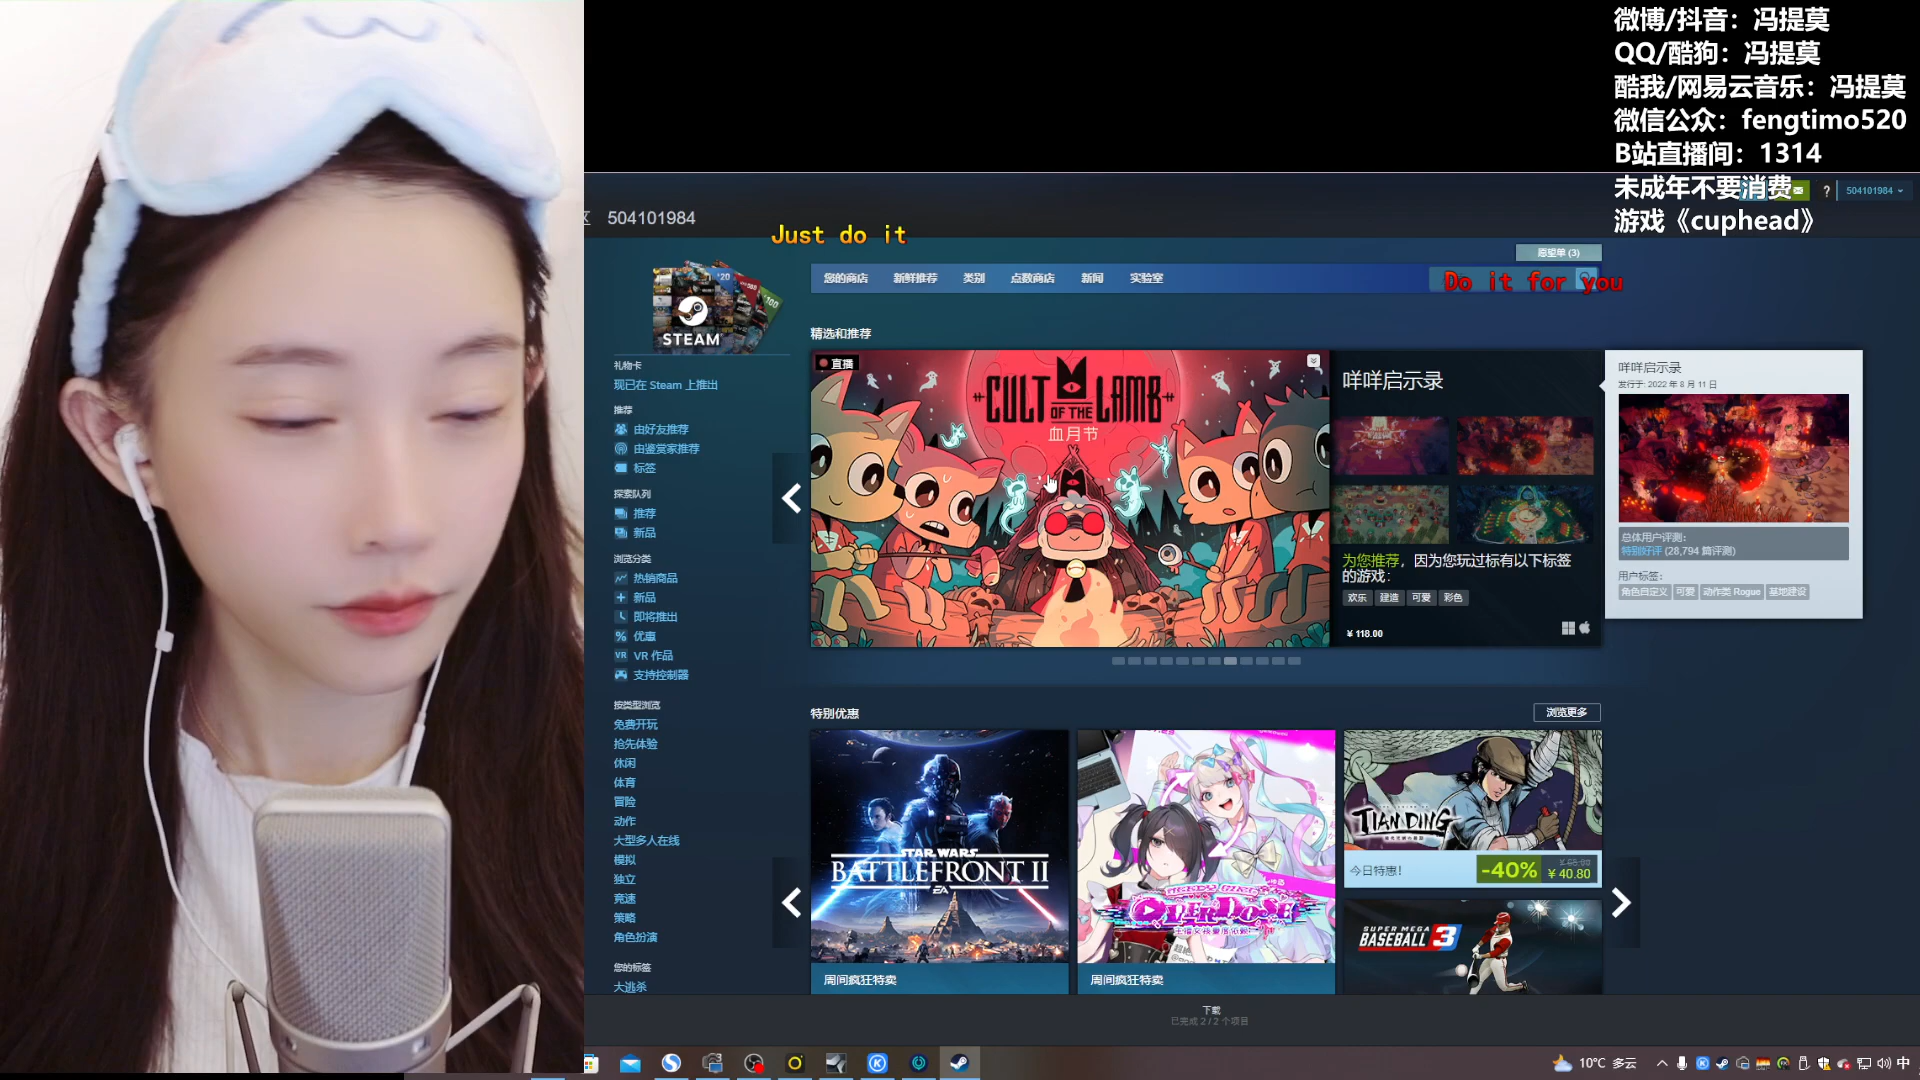 微博/抖音：冯提莫
QQ/酷狗：冯提莫
酷我/网易云音乐：冯提莫
微信公众：fengtimo520
B站直播间：1314
未成年不要消费
游戏《cuphead》
? 504101984
504101984
Just do it
愿望单 (3)
您的商店 新鲜推荐 类别 点数商店 新闻 实验室
Do it for you
STEAM
礼物卡
现已在 Steam 上推出
推荐
由好友推荐
由鉴赏家推荐
标签
探索队列
推荐
新品
浏览分类
热销商品
新品
即将推出
优惠
VR VR 作品
支持控制器
按类型浏览
免费开玩
抢先体验
休闲
体育
冒险
动作
大型多人在线
模拟
独立
竞速
策略
角色扮演
您的标签
大逃杀
精选和推荐
直播
CULT OF THE LAMB
血月节
咩咩启示录
为您推荐，因为您玩过标有以下标签
的游戏：
欢乐 建造 可爱 彩色
¥ 118.00
咩咩启示录
发行于: 2022 年 8 月 11 日
总体用户评测：
特别好评 (28,794 篇评测)
用户标签：
角色自定义 可爱 动作类 Rogue 基地建设
特别优惠
浏览更多
STAR WARS
BATTLEFRONT II
EA
周间疯狂特卖
OVERDOSE
周间疯狂特卖
TIAN DING
今日特惠！
-40%
¥ 40.80
SUPER MEGA
BASEBALL 3
下载
已完成 2 / 2 个项目
10°C 多云
中